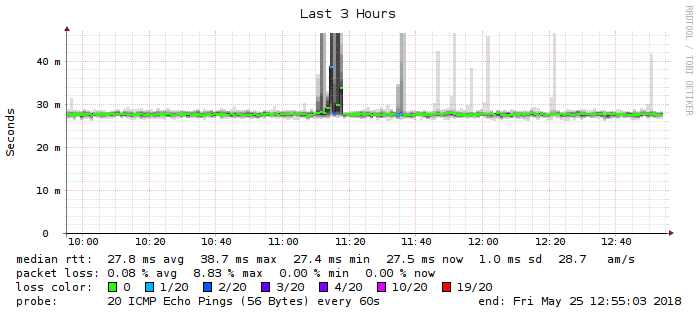 Last 3 Hours
RRDTOOL / TOBI OETIKER
Seconds
40 m
30 m
20 m
10 m
0
10:00 10:20 10:40 11:00 11:20 11:40 12:00 12:20 12:40
median rtt: 27.8 ms avg 38.7 ms max 27.4 ms min 27.5 ms now 1.0 ms sd 28.7 am/s
packet loss: 0.08 % avg 8.83 % max 0.00 % min 0.00 % now
loss color: 0 1/20 2/20 3/20 4/20 10/20 19/20
probe: 20 ICMP Echo Pings (56 Bytes) every 60s end: Fri May 25 12:55:03 2018